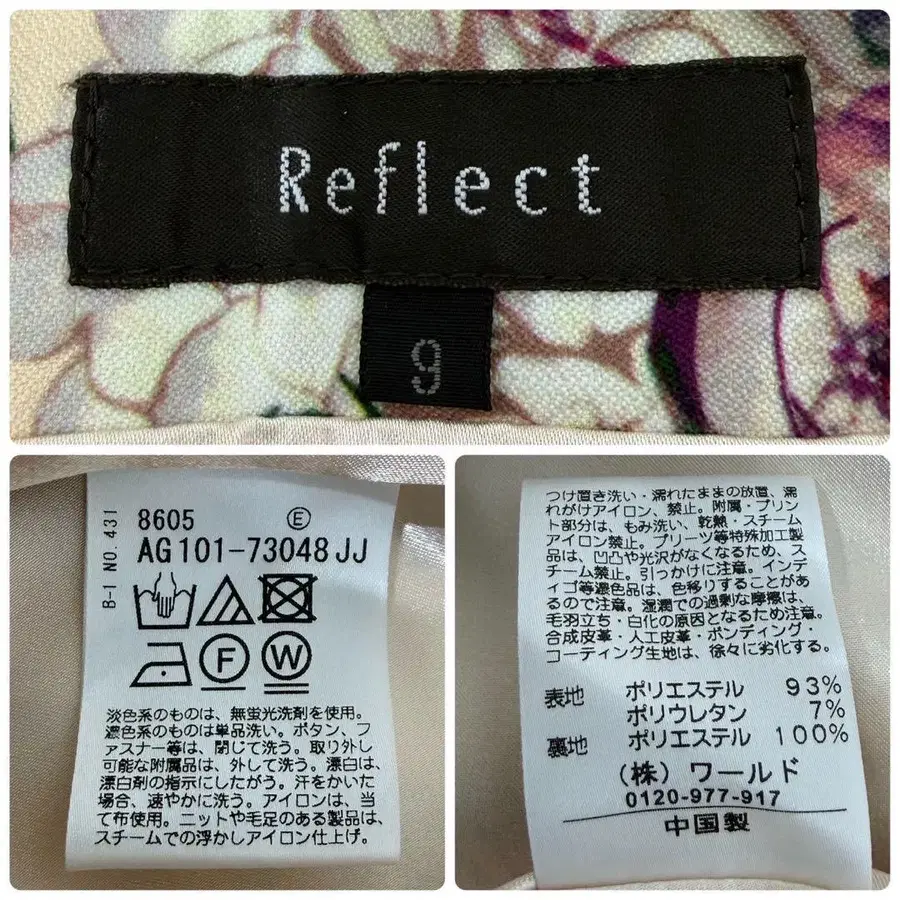 Reflect
9
B-1 NO.431
8605 Ⓔ
AG101-73048JJ
F W
淡色系のものは、無蛍光洗剤を使用。
濃色系のものは単品洗い。ボタン、フ
ァスナー等は、閉じて洗う。取り外し
可能な附属品は、外して洗う。漂白は、
漂白剤の指示にしたがう。汗をかいた
場合、速やかに洗う。アイロンは、当
て布使用。ニットや毛足のある製品は、
スチームでの浮かしアイロン仕上げ。
つけ置き洗い・濡れたままの放置、濡
れがけアイロン、禁止。附属・プリン
ト部分は、もみ洗い、乾熱・スチーム
アイロン禁止。プリーツ等特殊加工製
品は、凹凸や光沢がなくなるため、ス
チーム禁止。引っかけに注意。インデ
ィゴ等濃色品は、色移りすることがあ
るので注意。湿潤での過剰な摩擦は、
毛羽立ち・白化の原因となるため注意。
合成皮革・人工皮革・ボンディング・
コーティング生地は、徐々に劣化する。
表地 ポリエステル 93%
ポリウレタン 7%
裏地 ポリエステル 100%
(株)ワールド
0120-977-917
中国製